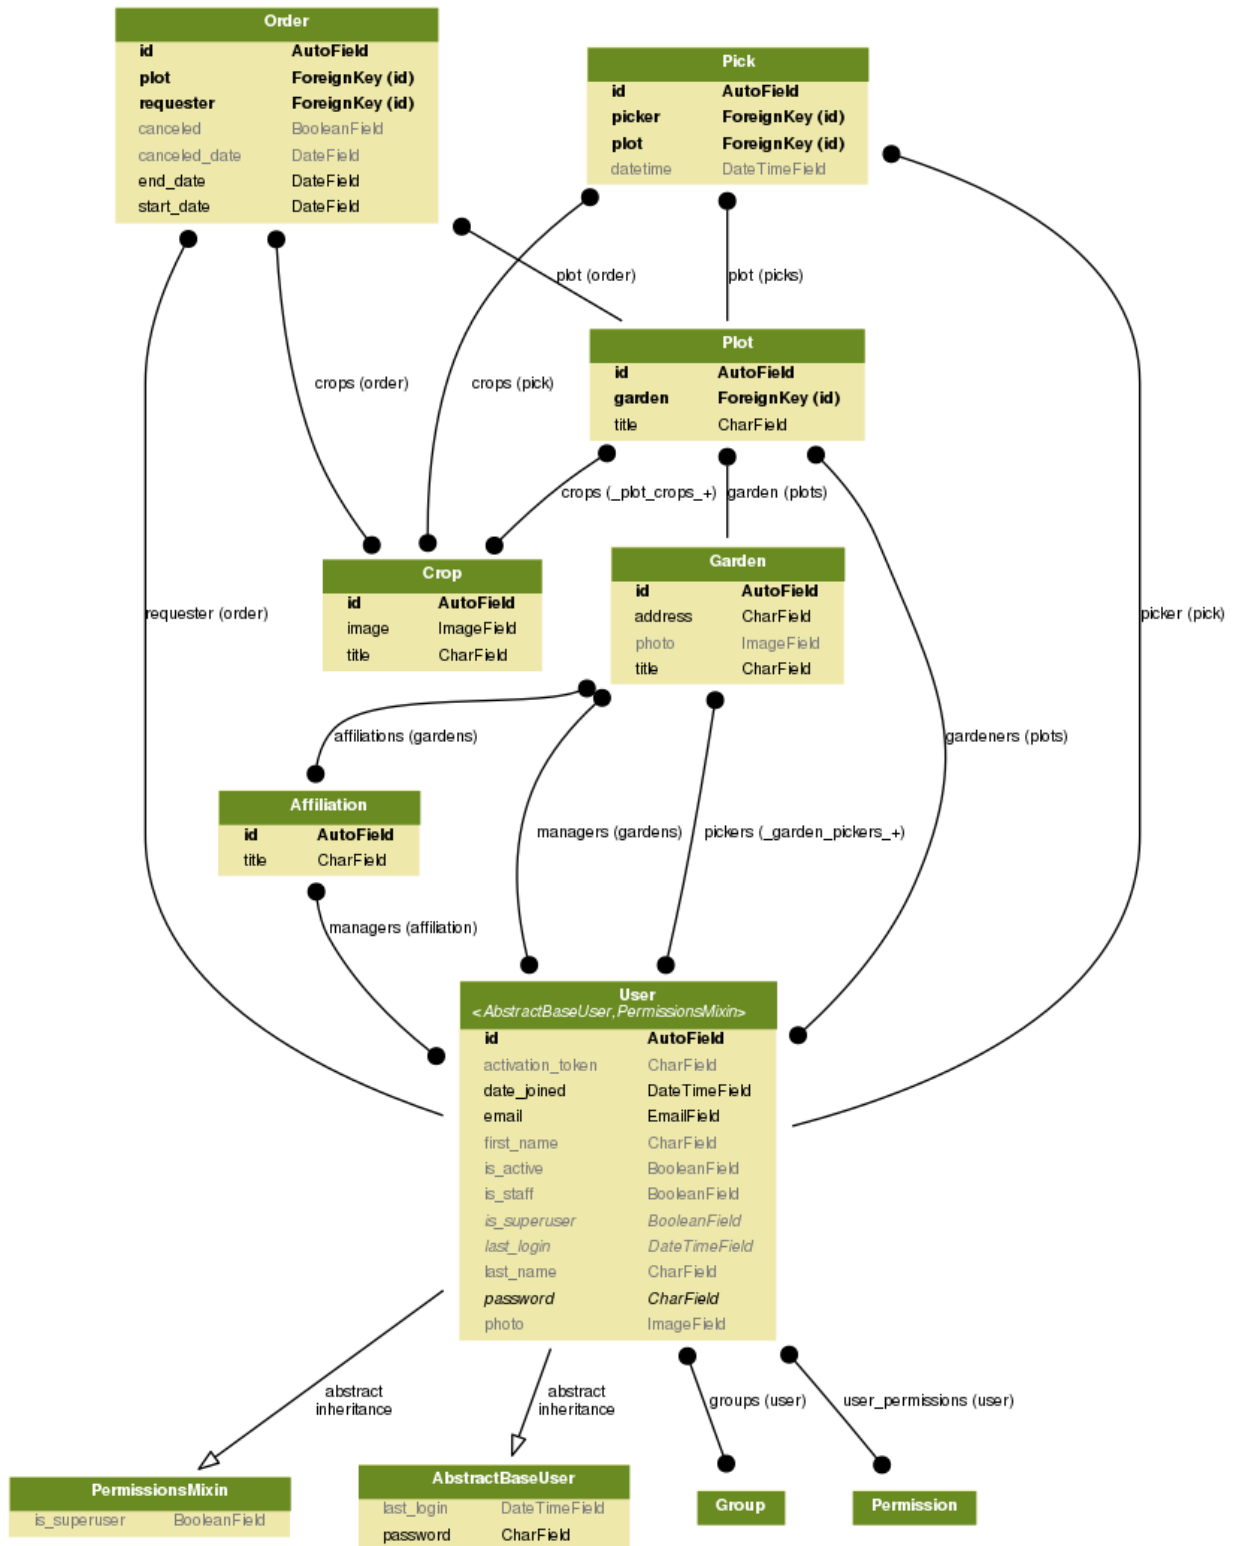 Order
id AutoField
plot ForeignKey (id)
requester ForeignKey (id)
canceled BooleanField
canceled_date DateField
end_date DateField
start_date DateField
Pick
id AutoField
picker ForeignKey (id)
plot ForeignKey (id)
datetime DateTimeField
plot (order)
plot (picks)
Plot
id AutoField
garden ForeignKey (id)
title CharField
crops (order)
crops (pick)
crops (_plot_crops_+)
garden (plots)
Crop
id AutoField
image ImageField
title CharField
Garden
id AutoField
address CharField
photo ImageField
title CharField
requester (order)
picker (pick)
affiliations (gardens)
gardeners (plots)
Affiliation
id AutoField
title CharField
managers (gardens)
pickers (_garden_pickers_+)
managers (affiliation)
User
<AbstractBaseUser,PermissionsMixin>
id AutoField
activation_token CharField
date_joined DateTimeField
email EmailField
first_name CharField
is_active BooleanField
is_staff BooleanField
is_superuser BooleanField
last_login DateTimeField
last_name CharField
password CharField
photo ImageField
abstract
inheritance
abstract
inheritance
groups (user)
user_permissions (user)
PermissionsMixin
is_superuser BooleanField
AbstractBaseUser
last_login DateTimeField
password CharField
Group
Permission